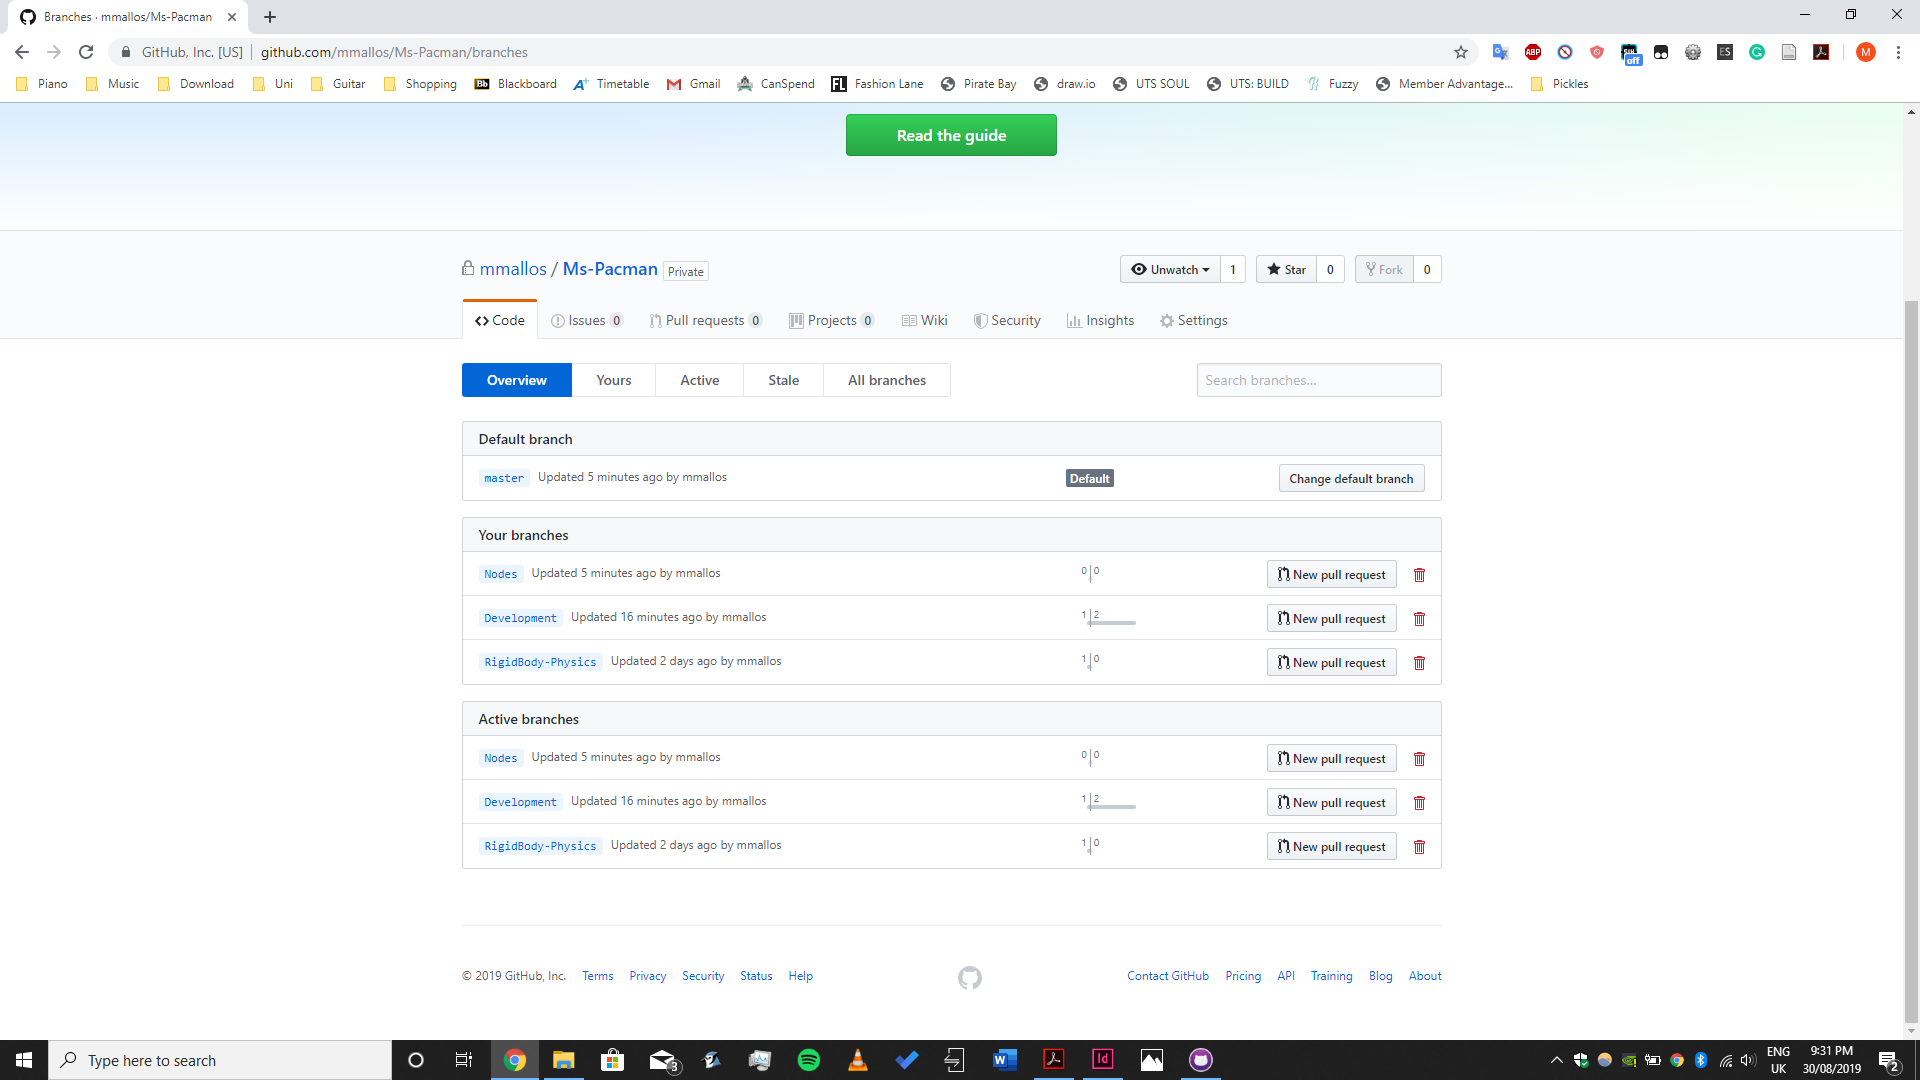 Branches · mmallos/Ms-Pacman
GitHub, Inc. [US] | github.com/mmallos/Ms-Pacman/branches
ABP
off
ES
M
Piano Music Download Uni Guitar Shopping Bb Blackboard A+ Timetable Gmail CanSpend FL Fashion Lane Pirate Bay draw.io UTS SOUL UTS: BUILD Fuzzy Member Advantage... Pickles
Read the guide
mmallos / Ms-Pacman Private
Unwatch 1 Star 0 Fork 0
Code Issues 0 Pull requests 0 Projects 0 Wiki Security Insights Settings
Overview Yours Active Stale All branches Search branches...
Default branch
master Updated 5 minutes ago by mmallos Default Change default branch
Your branches
Nodes Updated 5 minutes ago by mmallos 0 | 0 New pull request
Development Updated 16 minutes ago by mmallos 1 | 2 New pull request
RigidBody-Physics Updated 2 days ago by mmallos 1 | 0 New pull request
Active branches
Nodes Updated 5 minutes ago by mmallos 0 | 0 New pull request
Development Updated 16 minutes ago by mmallos 1 | 2 New pull request
RigidBody-Physics Updated 2 days ago by mmallos 1 | 0 New pull request
© 2019 GitHub, Inc. Terms Privacy Security Status Help Contact GitHub Pricing API Training Blog About
Type here to search
3
W
Id
ENG
UK
9:31 PM
30/08/2019
2